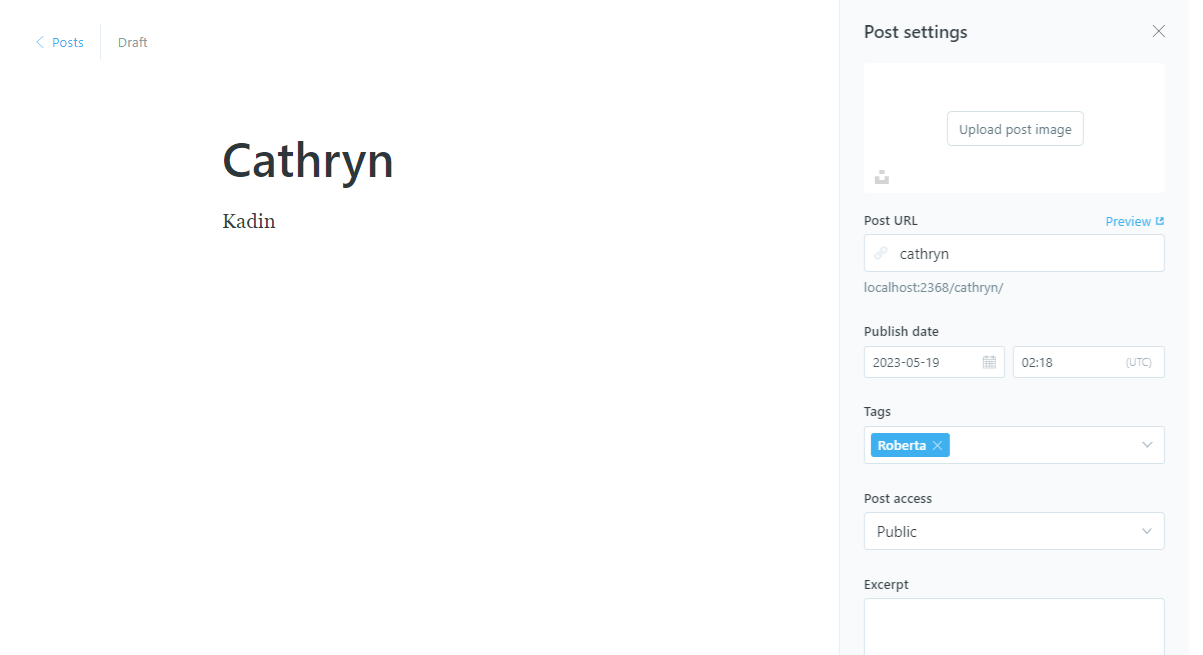 Posts
Draft
Cathryn
Kadin
Post settings
Upload post image
Post URL
Preview
cathryn
localhost:2368/cathryn/
Publish date
2023-05-19
02:18
(UTC)
Tags
Roberta
Post access
Public
Excerpt